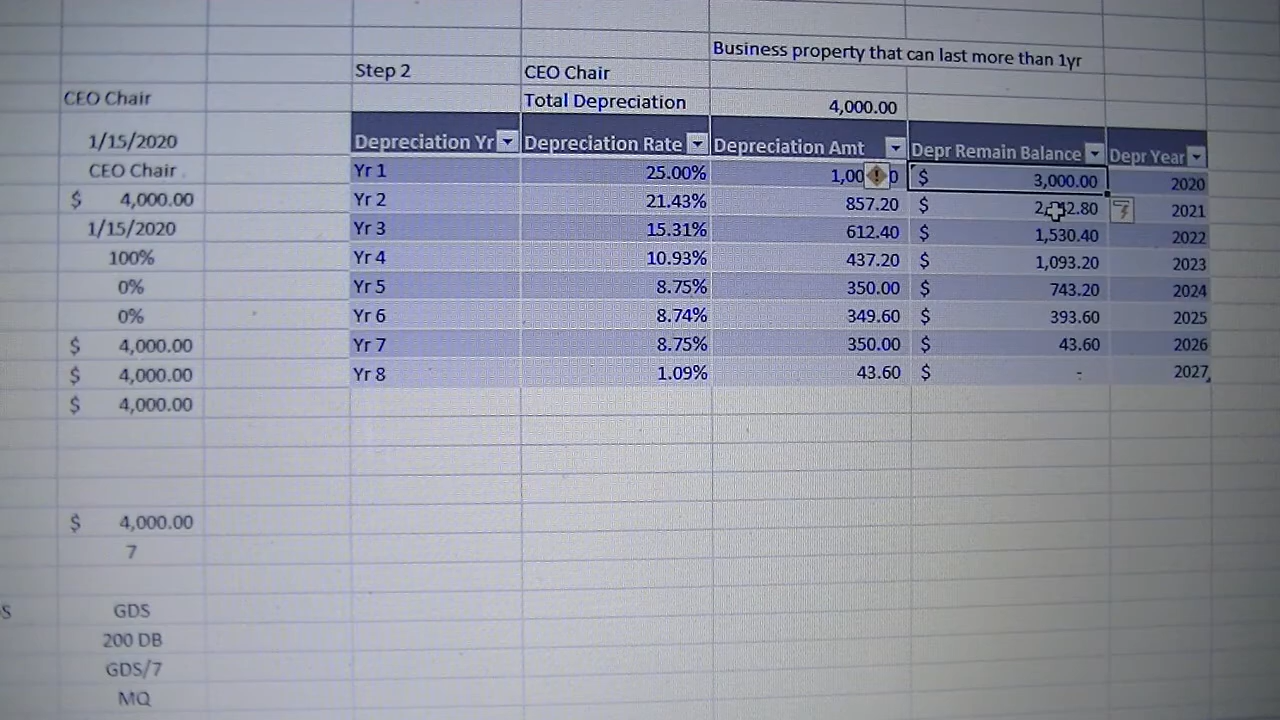 Business property that can last more than 1yr
Step 2 CEO Chair
CEO Chair
Total Depreciation 4,000.00
1/15/2020
Depreciation Yr Depreciation Rate Depreciation Amt Depr Remain Balance Depr Year
CEO Chair
Yr 1 25.00% $ 3,000.00 2020
$ 4,000.00
Yr 2 21.43% 857.20 $ 2021
1/15/2020
Yr 3 15.31% 612.40 $ 1,530.40 2022
100%
Yr 4 10.93% 437.20 $ 1,093.20 2023
0%
Yr 5 8.75% 350.00 $ 743.20 2024
0%
Yr 6 8.74% 349.60 $ 393.60 2025
$ 4,000.00
Yr 7 8.75% 350.00 $ 43.60 2026
$ 4,000.00
Yr 8 1.09% 43.60 $ - 2027
$ 4,000.00
$ 4,000.00
7
S GDS
200 DB
GDS/7
MQ